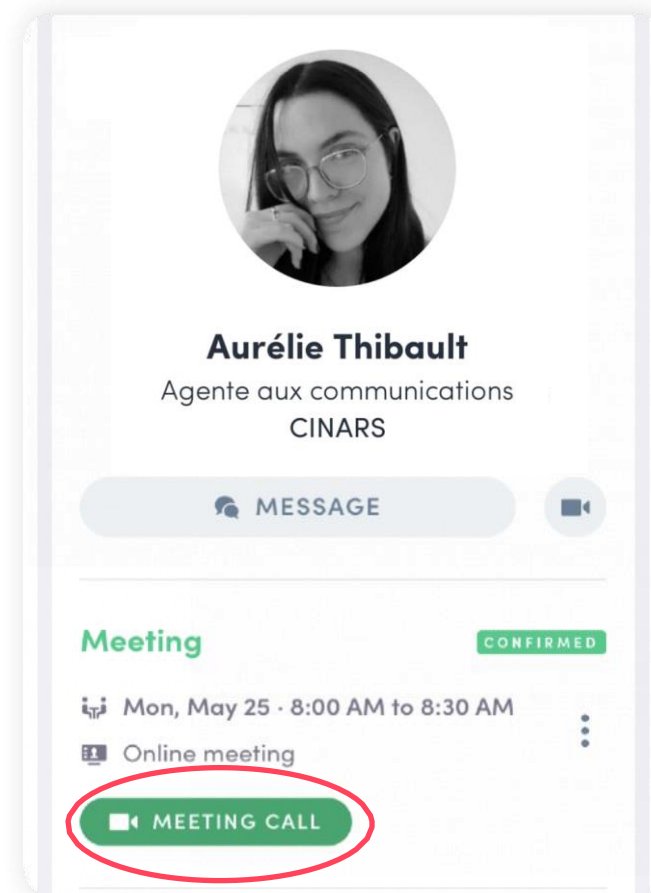 Aurélie Thibault
Agente aux communications
CINARS
MESSAGE
Meeting
CONFIRMED
Mon, May 25 · 8:00 AM to 8:30 AM
Online meeting
MEETING CALL